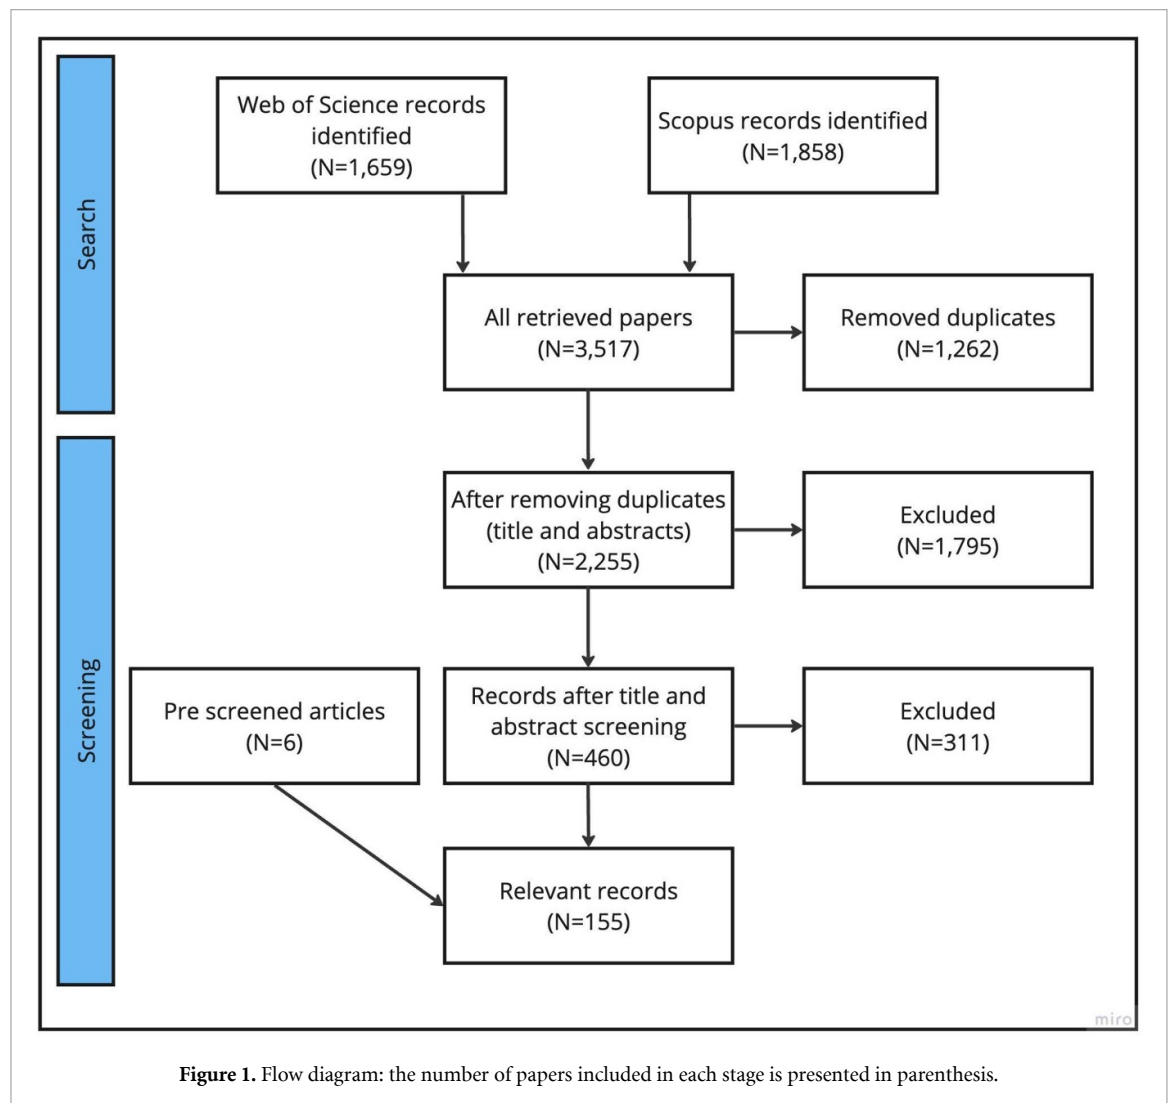 Search
Web of Science records
identified
(N=1,659)
Scopus records identified
(N=1,858)
All retrieved papers
(N=3,517)
Removed duplicates
(N=1,262)
Screening
After removing duplicates
(title and abstracts)
(N=2,255)
Excluded
(N=1,795)
Pre screened articles
(N=6)
Records after title and
abstract screening
(N=460)
Excluded
(N=311)
Relevant records
(N=155)
miro
Figure 1. Flow diagram: the number of papers included in each stage is presented in parenthesis.